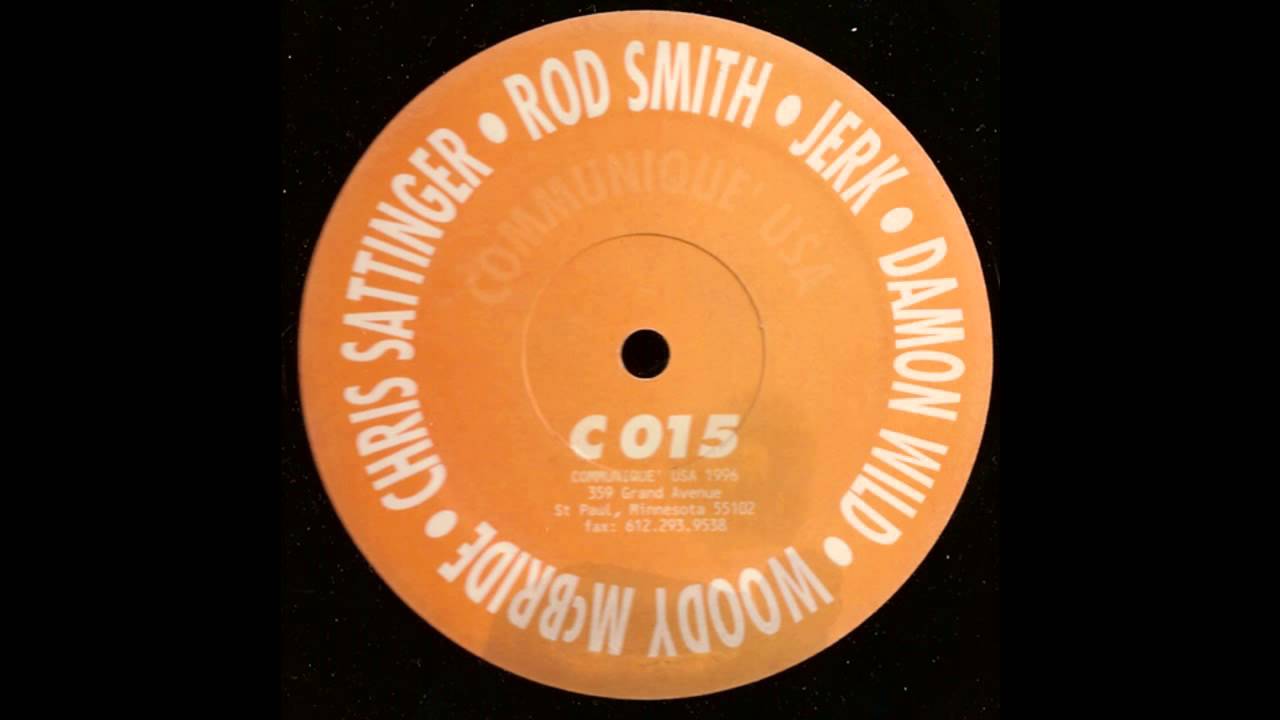 CHRIS SATTINGER • ROD SMITH • JERK • DAMON WILD • WOODY McBRIDE •
COMMUNIQUE' USA
C 015
COMMUNIQUE' USA 1996
359 Grand Avenue
St Paul, Minnesota 55102
fax: 612.293.9538